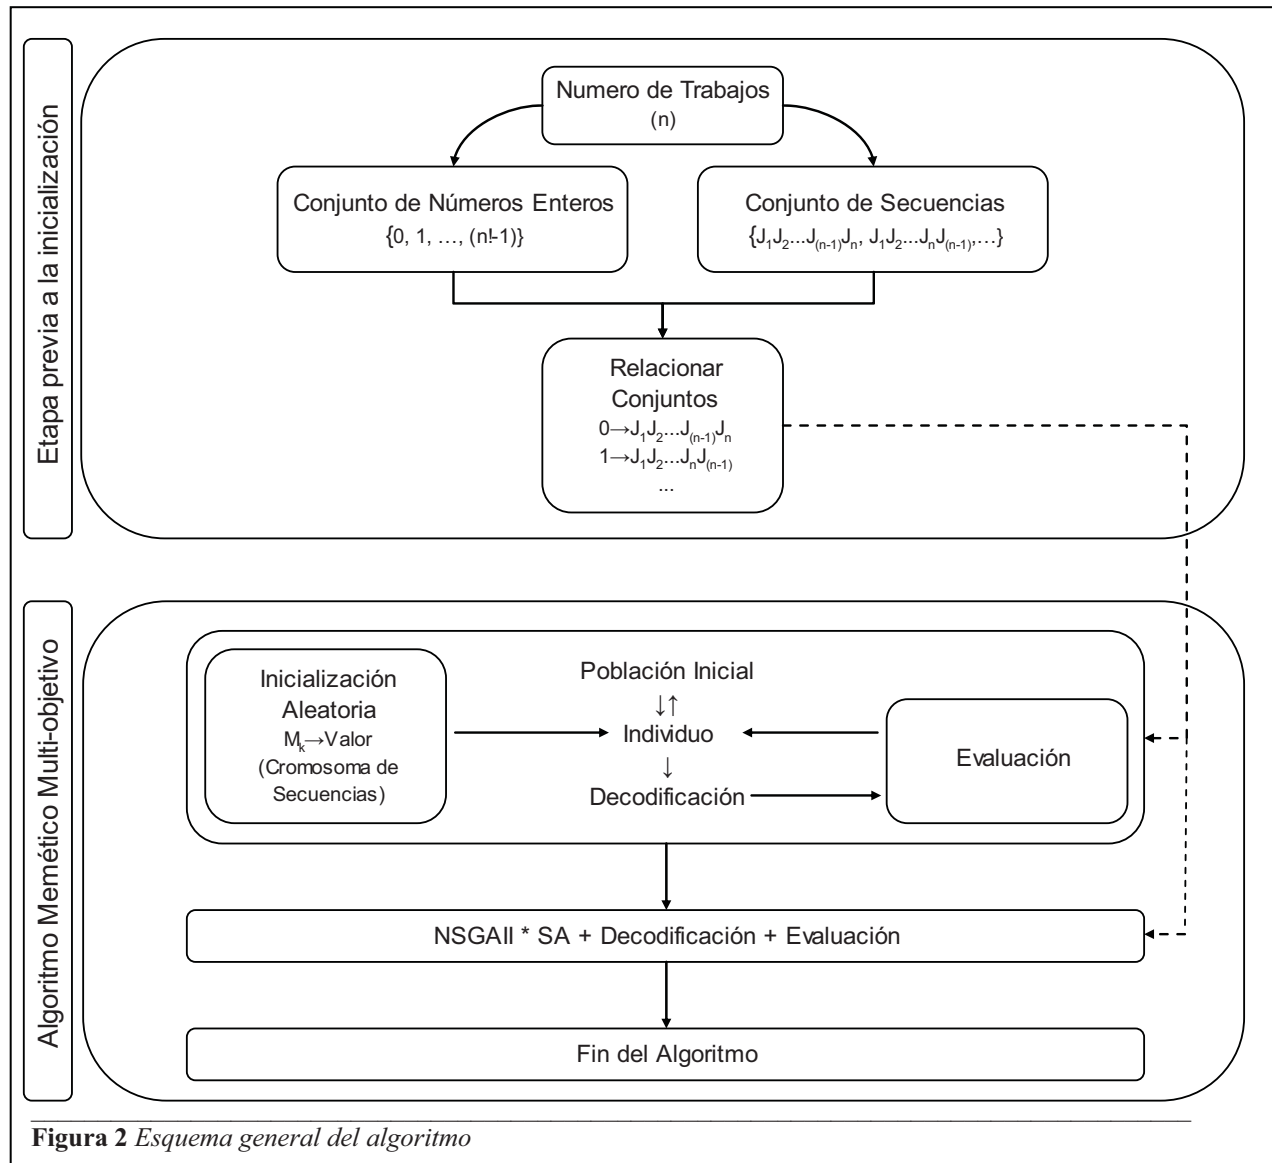 Etapa previa a la inicialización
Numero de Trabajos
(n)
Conjunto de Números Enteros
{0, 1, …, (n!-1)}
Conjunto de Secuencias
{J₁J₂...J₍ₙ₋₁₎Jₙ, J₁J₂...JₙJ₍ₙ₋₁₎,…}
Relacionar
Conjuntos
0→J₁J₂...J₍ₙ₋₁₎Jₙ
1→J₁J₂...JₙJ₍ₙ₋₁₎
...
Algoritmo Memético Multi-objetivo
Inicialización
Aleatoria
Mₖ→Valor
(Cromosoma de
Secuencias)
Población Inicial
↓↑
Individuo
↓
Decodificación
Evaluación
NSGAII * SA + Decodificación + Evaluación
Fin del Algoritmo
Figura 2 Esquema general del algoritmo